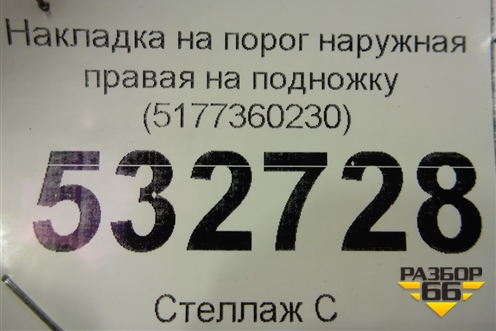 Накладка на порог наружная
правая на подножку
(5177360230)
532728
Стеллаж С
РАЗБОР
66